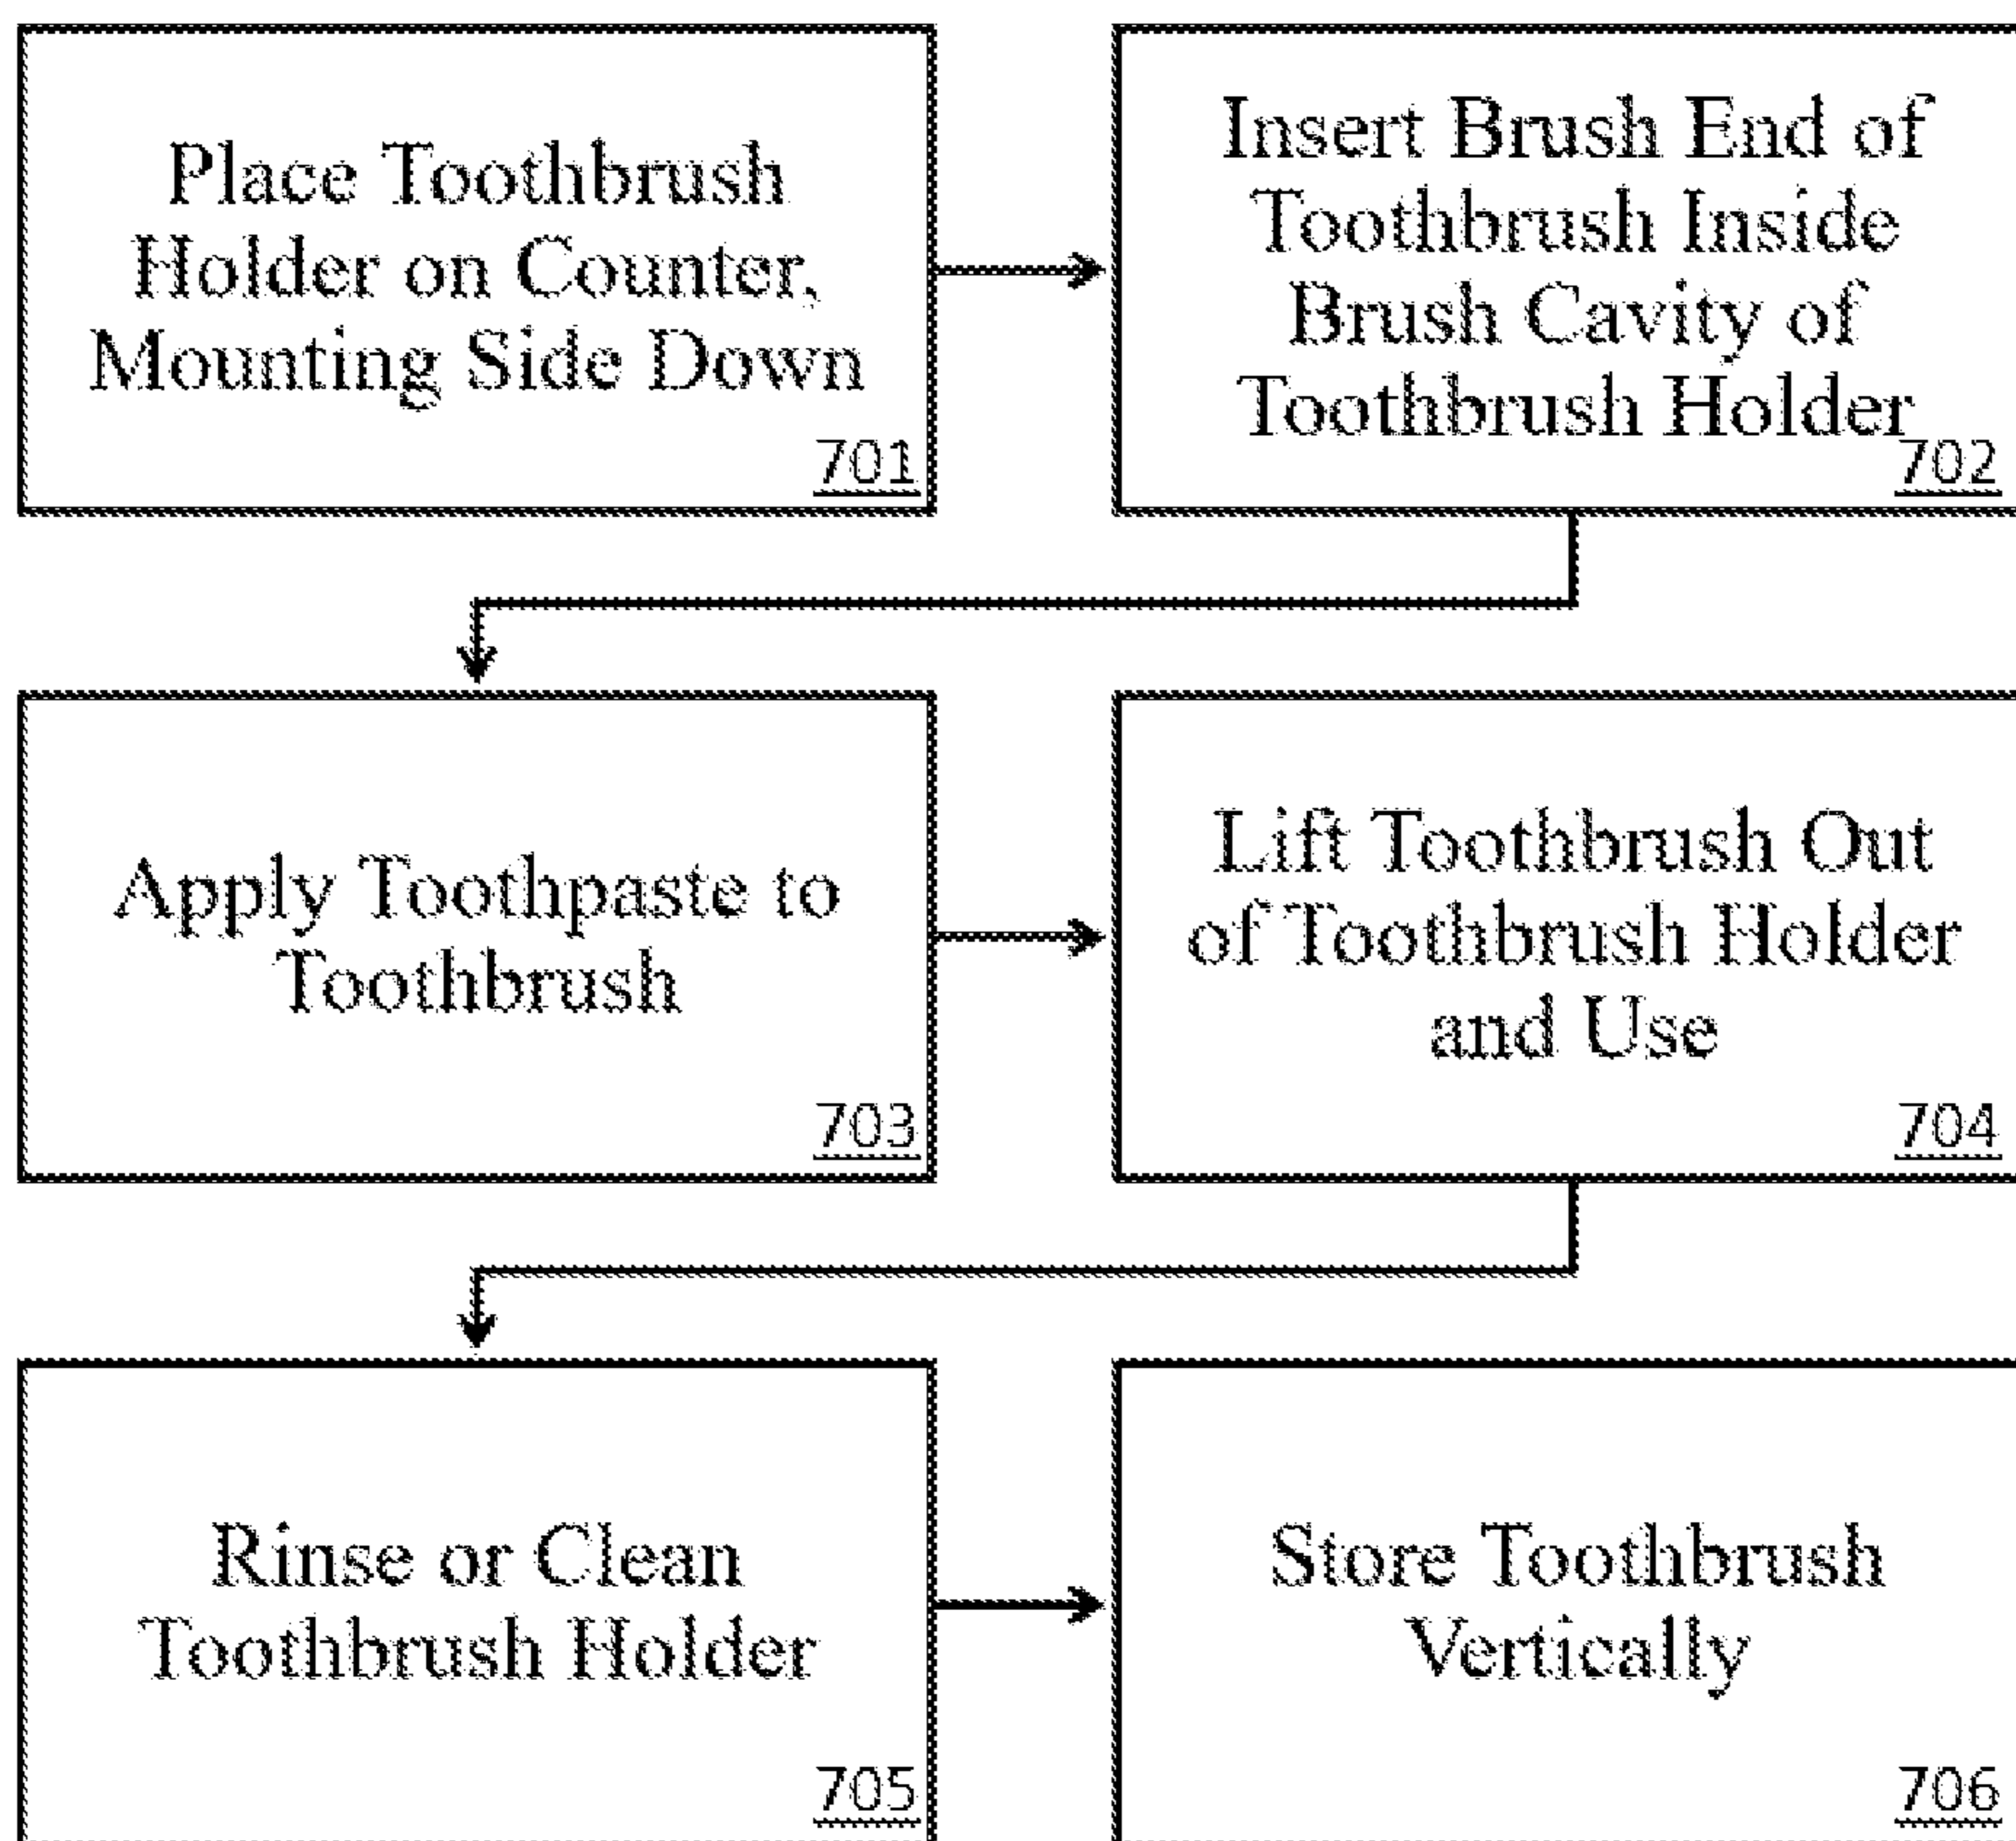 Place Toothbrush
Holder on Counter,
Mounting Side Down
701
Insert Brush End of
Toothbrush Inside
Brush Cavity of
Toothbrush Holder
702
Apply Toothpaste to
Toothbrush
703
Lift Toothbrush Out
of Toothbrush Holder
and Use
704
Rinse or Clean
Toothbrush Holder
705
Store Toothbrush
Vertically
706